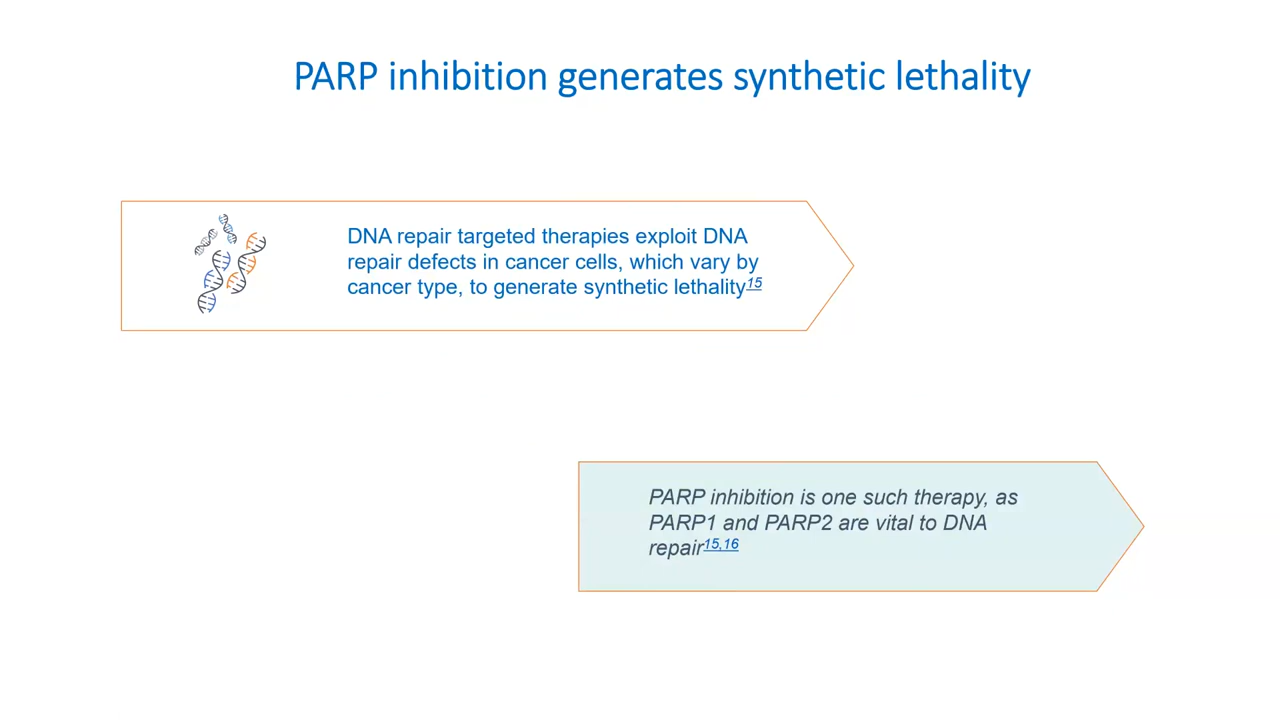 PARP inhibition generates synthetic lethality
DNA repair targeted therapies exploit DNA
repair defects in cancer cells, which vary by
cancer type, to generate synthetic lethality15
PARP inhibition is one such therapy, as
PARP1 and PARP2 are vital to DNA
repair15,16